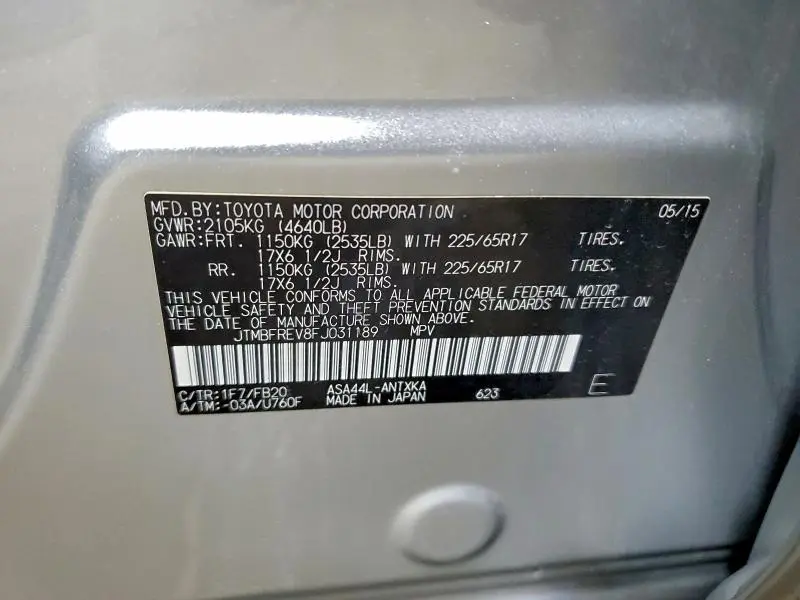 MFD.BY:TOYOTA MOTOR CORPORATION 05/15
GVWR:2105KG (4640LB)
GAWR:FRT. 1150KG (2535LB) WITH 225/65R17 TIRES.
17X6 1/2J RIMS.
RR. 1150KG (2535LB) WITH 225/65R17 TIRES.
17X6 1/2J RIMS.
THIS VEHICLE CONFORMS TO ALL APPLICABLE FEDERAL MOTOR
VEHICLE SAFETY AND THEFT PREVENTION STANDARDS IN EFFECT ON
THE DATE OF MANUFACTURE SHOWN ABOVE.
JTMBFREV8FJ031189 MPV
C/TR:1F7/FB20 ASA44L-ANTXKA 623 E
A/TM:-03A/U760F MADE IN JAPAN